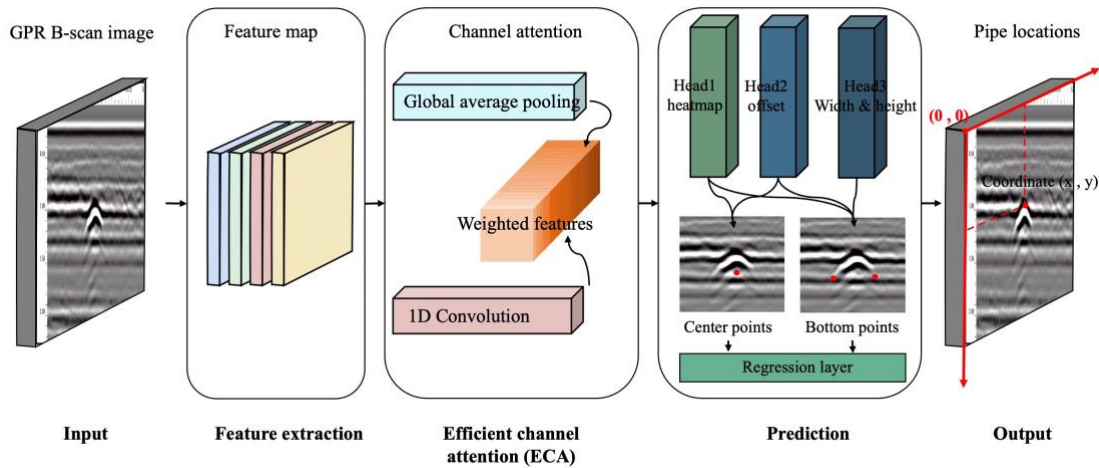 GPR B-scan image
Feature map
Channel attention
Pipe locations
Global average pooling
Weighted features
1D Convolution
Head1
heatmap
Head2
offset
Head3
Width & height
(0 , 0)
Coordinate (x , y)
Center points
Bottom points
Regression layer
Input
Feature extraction
Efficient channel
attention (ECA)
Prediction
Output